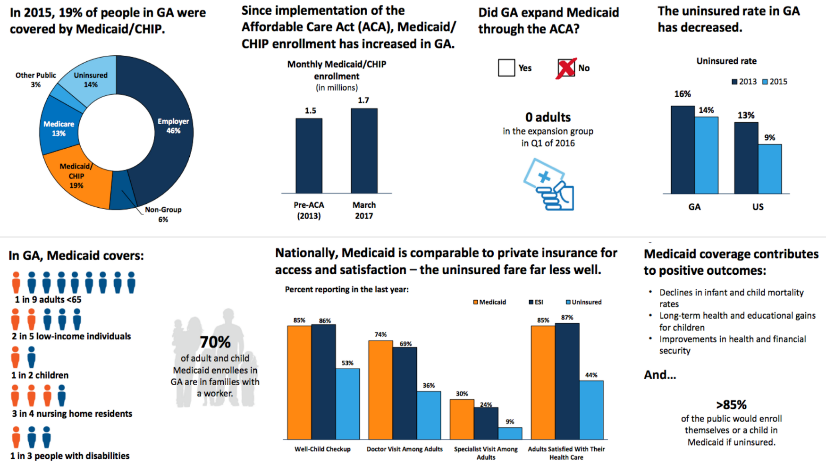 In 2015, 19% of people in GA were
covered by Medicaid/CHIP.
Other Public
3%
Uninsured
14%
Medicare
13%
Employer
46%
Medicaid/
CHIP
19%
Non-Group
6%
Since implementation of the
Affordable Care Act (ACA), Medicaid/
CHIP enrollment has increased in GA.
Monthly Medicaid/CHIP
enrollment
(in millions)
1.5
1.7
Pre-ACA
(2013)
March
2017
Did GA expand Medicaid
through the ACA?
Yes
No
0 adults
in the expansion group
in Q1 of 2016
The uninsured rate in GA
has decreased.
Uninsured rate
2013 2015
16%
14%
13%
9%
GA
US
In GA, Medicaid covers:
1 in 9 adults <65
2 in 5 low-income individuals
1 in 2 children
3 in 4 nursing home residents
1 in 3 people with disabilities
70%
of adult and child
Medicaid enrollees in
GA are in families with
a worker.
Nationally, Medicaid is comparable to private insurance for
access and satisfaction – the uninsured fare far less well.
Percent reporting in the last year:
Medicaid ESI Uninsured
85% 86% 53%
74% 69% 36%
30% 24% 9%
85% 87% 44%
Well-Child Checkup
Doctor Visit Among Adults
Specialist Visit Among
Adults
Adults Satisfied With Their
Health Care
Medicaid coverage contributes
to positive outcomes:
• Declines in infant and child mortality
rates
• Long-term health and educational gains
for children
• Improvements in health and financial
security
And...
>85%
of the public would enroll
themselves or a child in
Medicaid if uninsured.